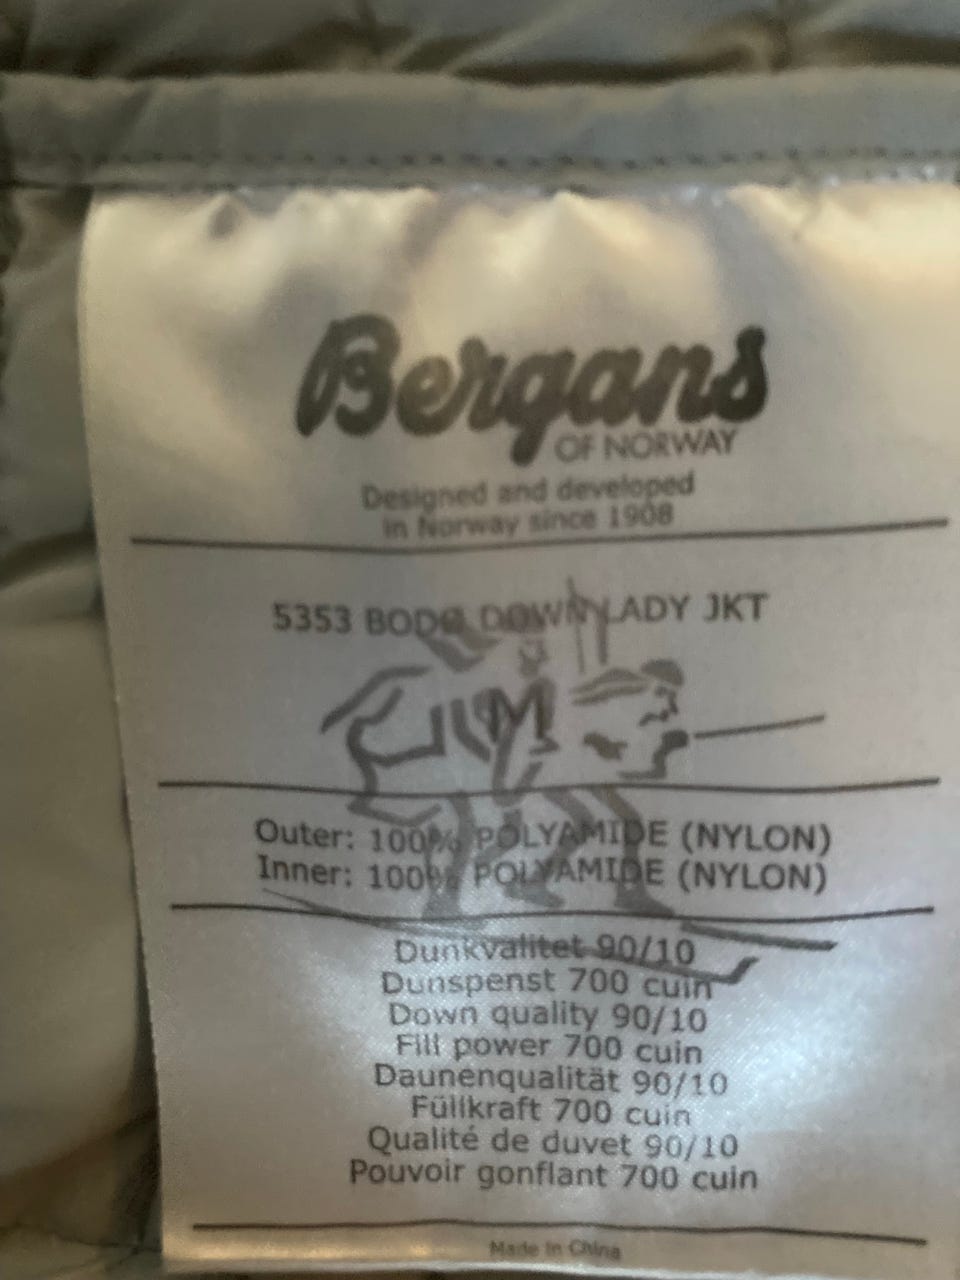 Bergans
OF NORWAY
Designed and developed
in Norway since 1908
5353 BODØ DOWN LADY JKT
M
Outer: 100% POLYAMIDE (NYLON)
Inner: 100% POLYAMIDE (NYLON)
Dunkvalitet 90/10
Dunspenst 700 cuin
Down quality 90/10
Fill power 700 cuin
Daunenqualität 90/10
Füllkraft 700 cuin
Qualité de duvet 90/10
Pouvoir gonflant 700 cuin
Made in China